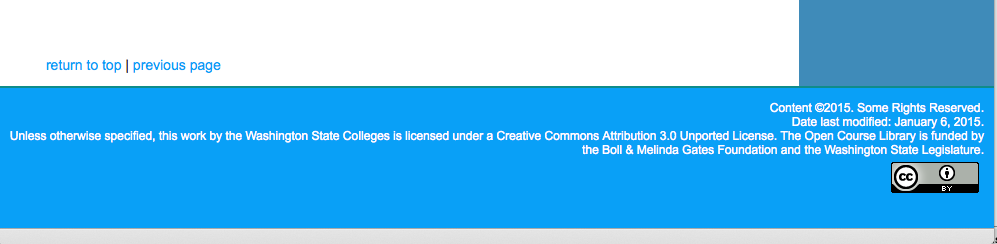 return to top | previous page
Content ©2015. Some Rights Reserved.
Date last modified: January 6, 2015.
Unless otherwise specified, this work by the Washington State Colleges is licensed under a Creative Commons Attribution 3.0 Unported License. The Open Course Library is funded by
the Boll & Melinda Gates Foundation and the Washington State Legislature.
cc
BY